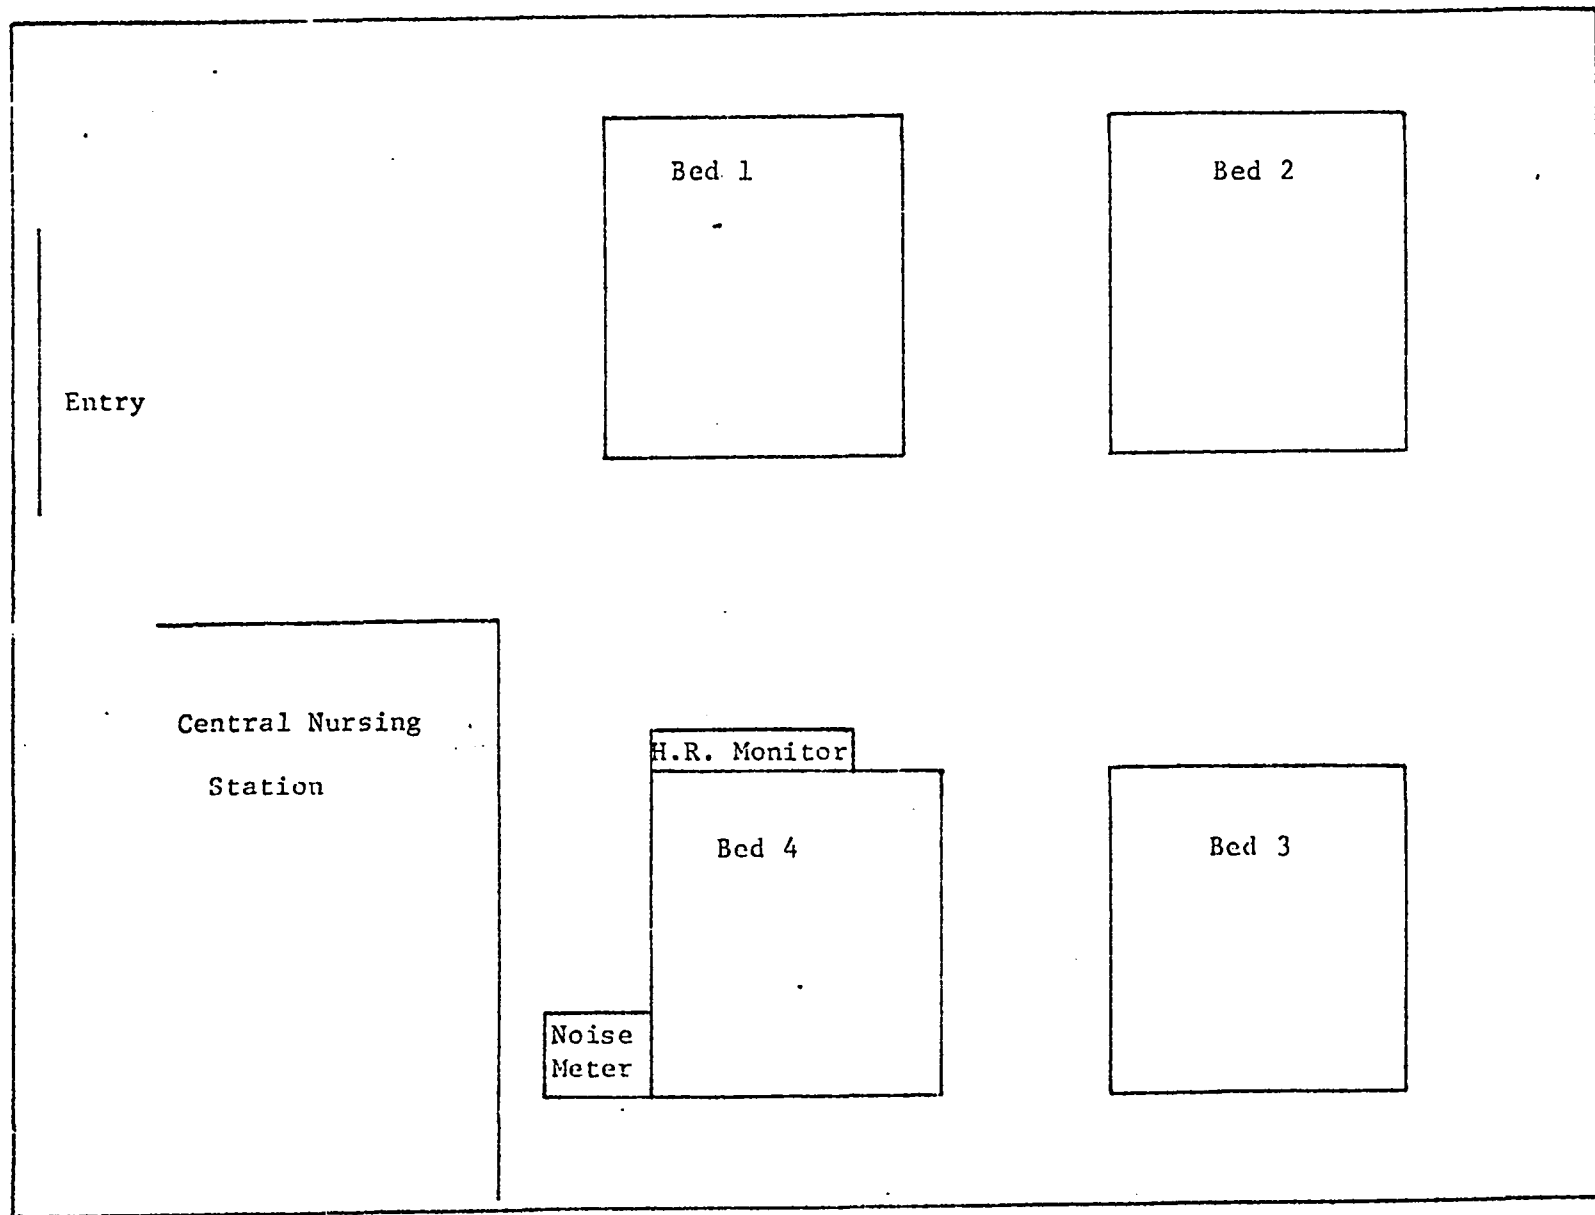 Bed 1
Bed 2
Entry
Central Nursing
Station
H.R. Monitor
Bed 4
Bed 3
Noise
Meter